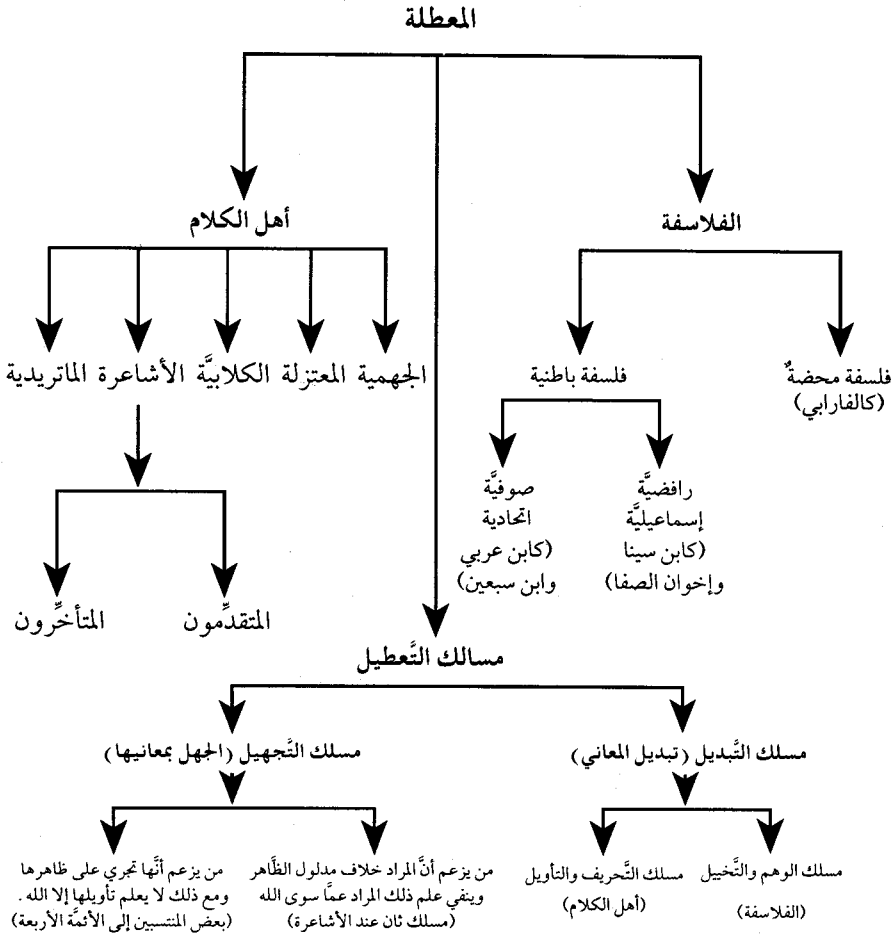 المعطلة
الفلاسفة
أهل الكلام
فلسفة محضةٌ
(كالفارابي)
فلسفة باطنية
الجهمية
المعتزلة
الكلابيَّة
الأشاعرة
الماتريدية
رافضيَّة
إسماعيليَّة
(كابن سينا
وإخوان الصفا)
صوفيَّة
اتحادية
(كابن عربي
وابن سبعين)
المتقدِّمون
المتأخِّرون
مسالك التَّعطيل
مسلك التَّبديل (تبديل المعاني)
مسلك التَّجهيل (الجهل بمعانيها)
مسلك الوهم والتَّخييل
(الفلاسفة)
مسلك التَّحريف والتأويل
(أهل الكلام)
من يزعم أنَّ المراد خلاف مدلول الظَّاهر
وينفي علم ذلك المراد عمَّا سوى الله
(مسلك ثان عند الأشاعرة)
من يزعم أنَّها تجري على ظاهرها
ومع ذلك لا يعلم تأويلها إلا الله .
(بعض المنتسبين إلى الأئمَّة الأربعة)